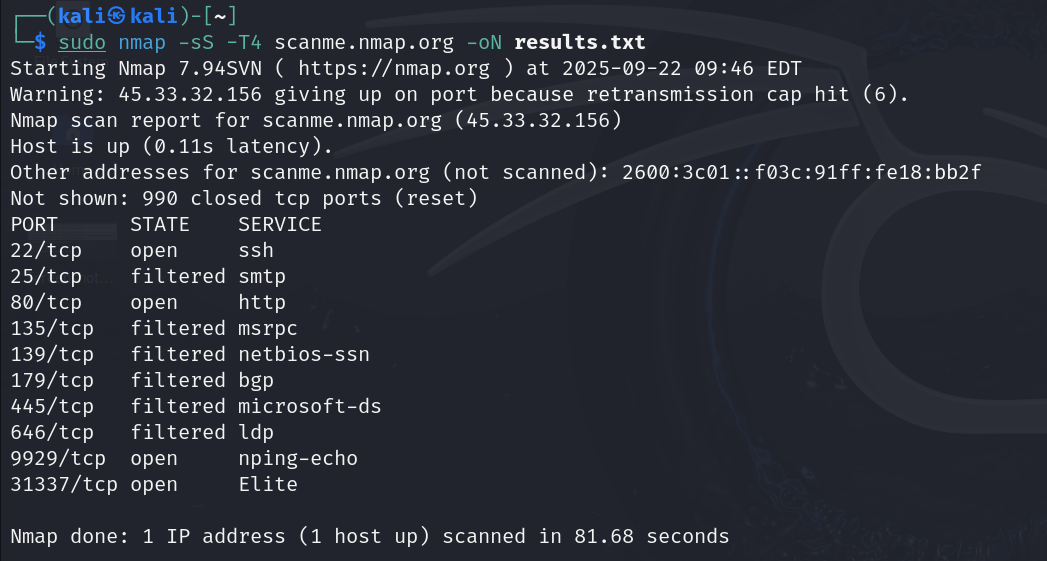 ┌──(kali㉿kali)-[~]
└─$ sudo nmap -sS -T4 scanme.nmap.org -oN results.txt
Starting Nmap 7.94SVN ( https://nmap.org ) at 2025-09-22 09:46 EDT
Warning: 45.33.32.156 giving up on port because retransmission cap hit (6).
Nmap scan report for scanme.nmap.org (45.33.32.156)
Host is up (0.11s latency).
Other addresses for scanme.nmap.org (not scanned): 2600:3c01::f03c:91ff:fe18:bb2f
Not shown: 990 closed tcp ports (reset)
PORT      STATE    SERVICE
22/tcp    open     ssh
25/tcp    filtered smtp
80/tcp    open     http
135/tcp   filtered msrpc
139/tcp   filtered netbios-ssn
179/tcp   filtered bgp
445/tcp   filtered microsoft-ds
646/tcp   filtered ldp
9929/tcp  open     nping-echo
31337/tcp open     Elite
Nmap done: 1 IP address (1 host up) scanned in 81.68 seconds